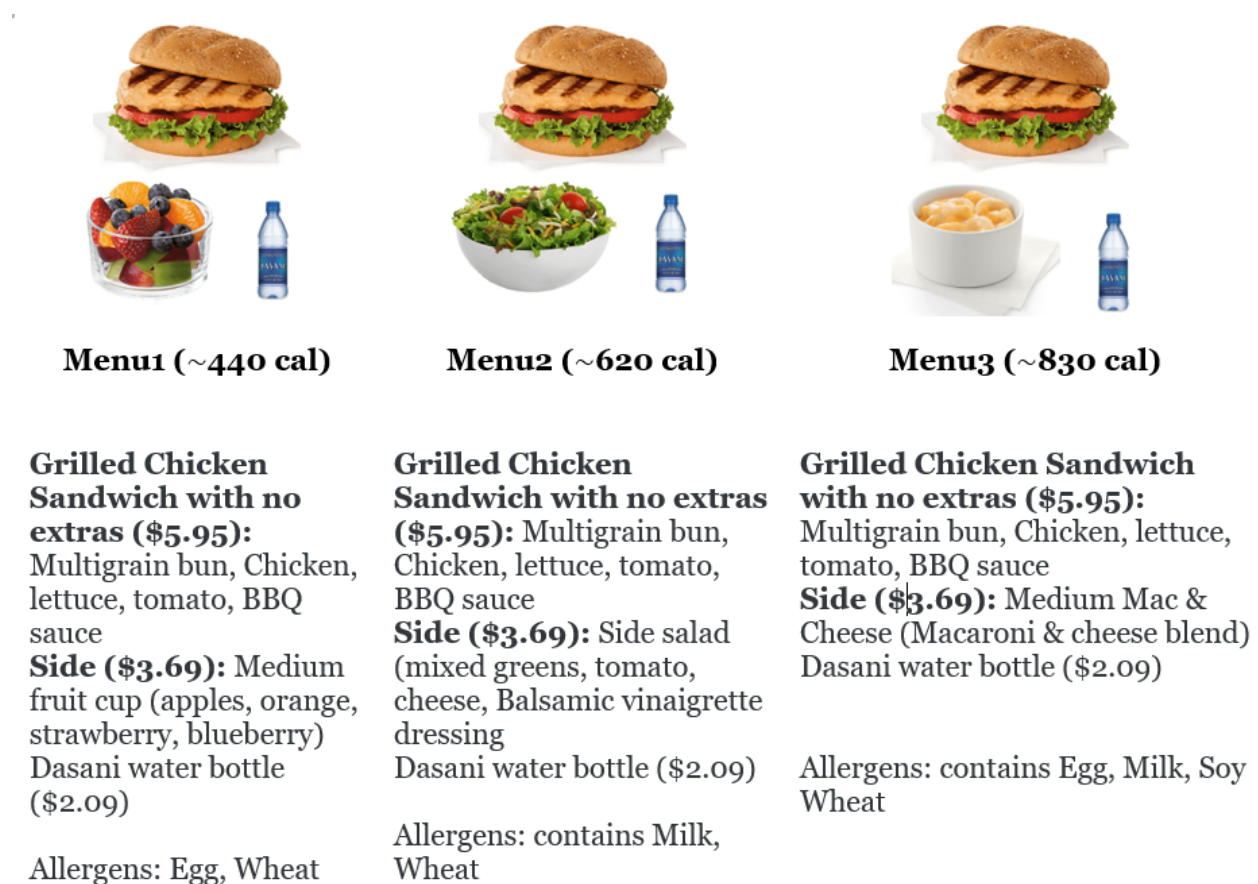 Menu1 (~440 cal)
Grilled Chicken
Sandwich with no
extras ($5.95):
Multigrain bun, Chicken,
lettuce, tomato, BBQ
sauce
Side ($3.69): Medium
fruit cup (apples, orange,
strawberry, blueberry)
Dasani water bottle
($2.09)
Allergens: Egg, Wheat
Menu2 (~620 cal)
Grilled Chicken
Sandwich with no extras
($5.95): Multigrain bun,
Chicken, lettuce, tomato,
BBQ sauce
Side ($3.69): Side salad
(mixed greens, tomato,
cheese, Balsamic vinaigrette
dressing
Dasani water bottle ($2.09)
Allergens: contains Milk,
Wheat
Menu3 (~830 cal)
Grilled Chicken Sandwich
with no extras ($5.95):
Multigrain bun, Chicken, lettuce,
tomato, BBQ sauce
Side ($3.69): Medium Mac &
Cheese (Macaroni & cheese blend)
Dasani water bottle ($2.09)
Allergens: contains Egg, Milk, Soy
Wheat